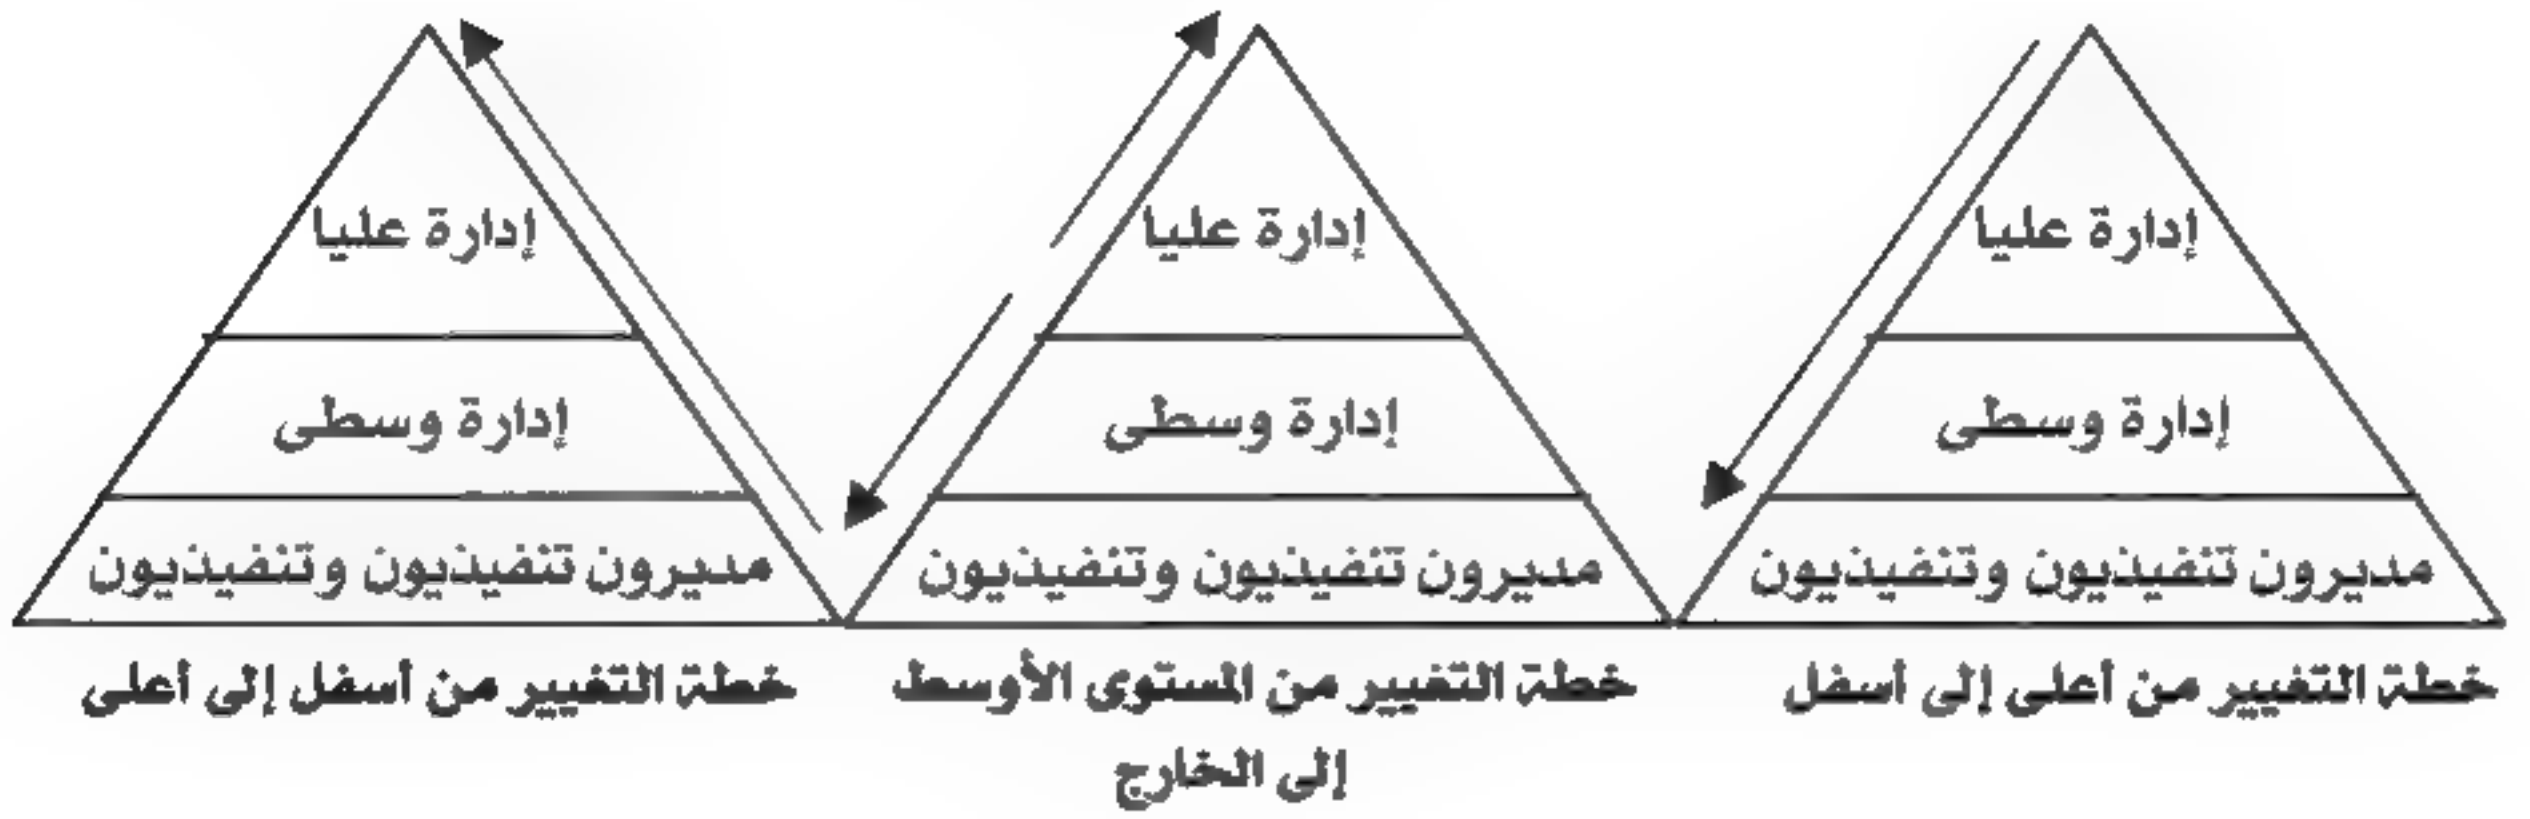 إدارة عليا
إدارة وسطى
مديرون تنفيذيون وتنفيذيون
خطة التغيير من أعلى إلى أسفل
إدارة عليا
إدارة وسطى
مديرون تنفيذيون وتنفيذيون
خطة التغيير من المستوى الأوسط
إلى الخارج
إدارة عليا
إدارة وسطى
مديرون تنفيذيون وتنفيذيون
خطة التغيير من أسفل إلى أعلى